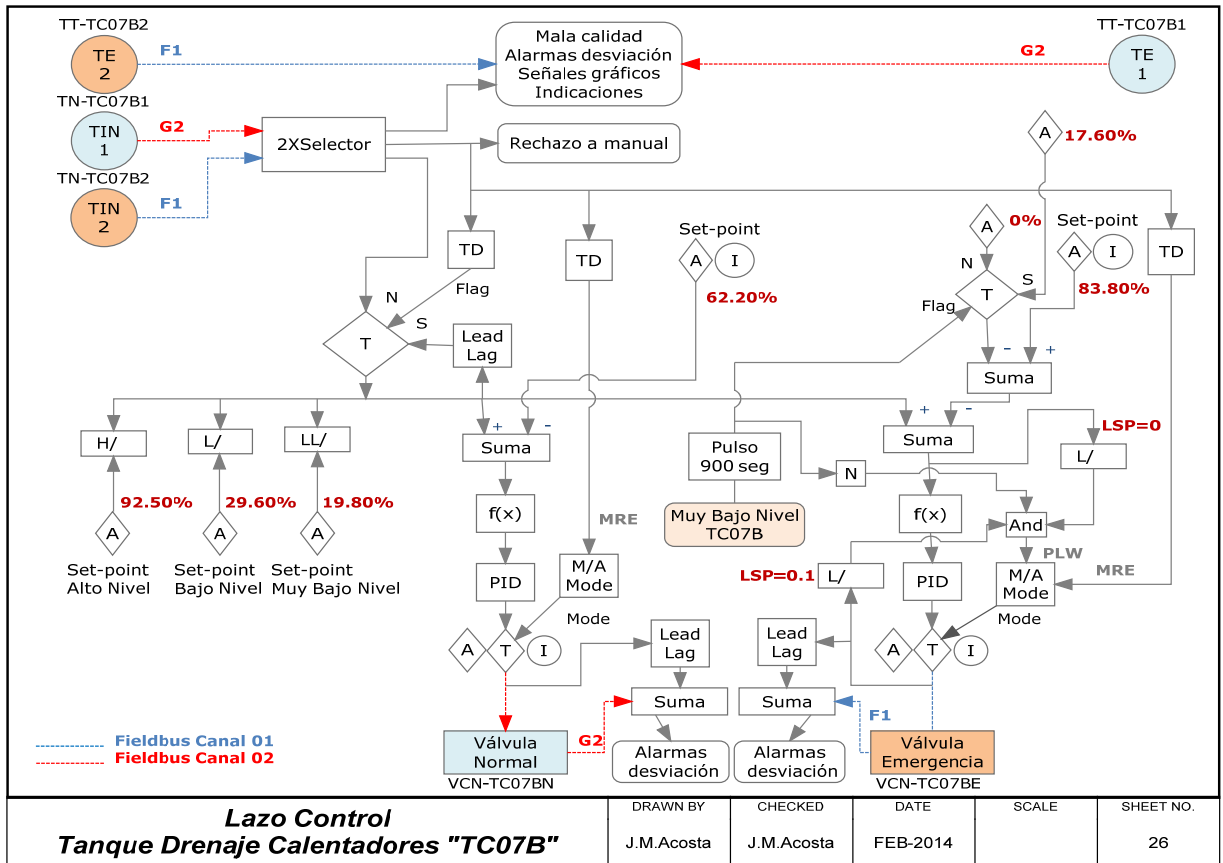 TT-TC07B2
TE
2
F1
TN-TC07B1
TIN
1
G2
TN-TC07B2
TIN
2
F1
2XSelector
Mala calidad
Alarmas desviación
Señales gráficos
Indicaciones
Rechazo a manual
TT-TC07B1
TE
1
G2
A
17.60%
TD
Flag
TD
Set-point
A
I
62.20%
A
0%
N
T
S
Flag
Set-point
A
I
83.80%
TD
N
S
T
Lead
Lag
-
+
Suma
H/
L/
LL/
92.50%
29.60%
19.80%
A
A
A
Set-point
Alto Nivel
Set-point
Bajo Nivel
Set-point
Muy Bajo Nivel
+
-
Suma
f(x)
PID
MRE
M/A
Mode
Mode
A
T
I
Pulso
900 seg
Muy Bajo Nivel
TC07B
N
+
-
Suma
LSP=0
L/
f(x)
And
PLW
MRE
LSP=0.1
L/
PID
M/A
Mode
Mode
A
T
I
Lead
Lag
Suma
Alarmas
desviación
Lead
Lag
Suma
Alarmas
desviación
G2
F1
Válvula
Normal
VCN-TC07BN
Válvula
Emergencia
VCN-TC07BE
Fieldbus Canal 01
Fieldbus Canal 02
Lazo Control
Tanque Drenaje Calentadores "TC07B"
DRAWN BY
J.M.Acosta
CHECKED
J.M.Acosta
DATE
FEB-2014
SCALE
SHEET NO.
26